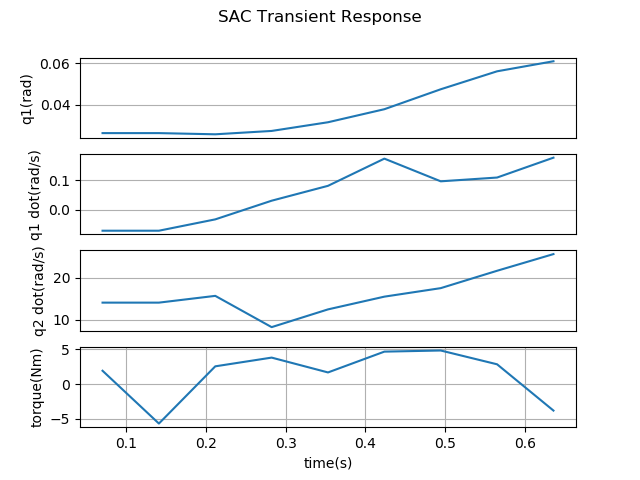 SAC Transient Response
q1(rad)
0.06
0.04
q1 dot(rad/s)
0.1
0.0
q2 dot(rad/s)
20
10
torque(Nm)
5
0
−5
0.1 0.2 0.3 0.4 0.5 0.6
time(s)